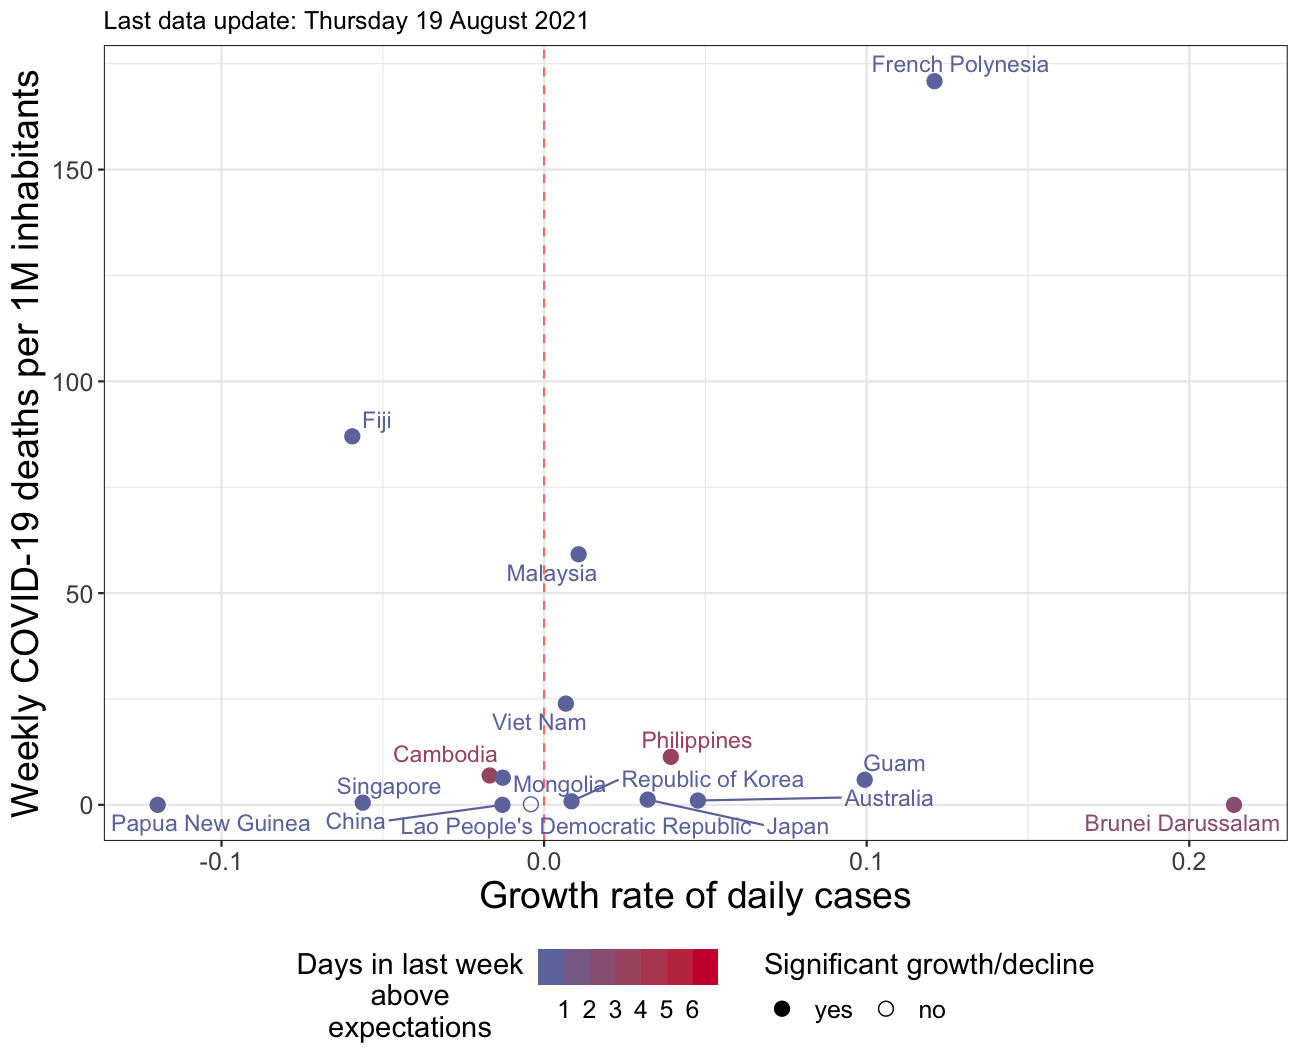 Last data update: Thursday 19 August 2021
Weekly COVID-19 deaths per 1M inhabitants
150
100
50
0
French Polynesia
Fiji
Malaysia
Viet Nam
Philippines
Cambodia
Guam
Singapore
Mongolia
Republic of Korea
Australia
Papua New Guinea
China
Lao People's Democratic Republic
Japan
Brunei Darussalam
-0.1
0.0
0.1
0.2
Growth rate of daily cases
Days in last week
above
expectations
1 2 3 4 5 6
Significant growth/decline
yes
no